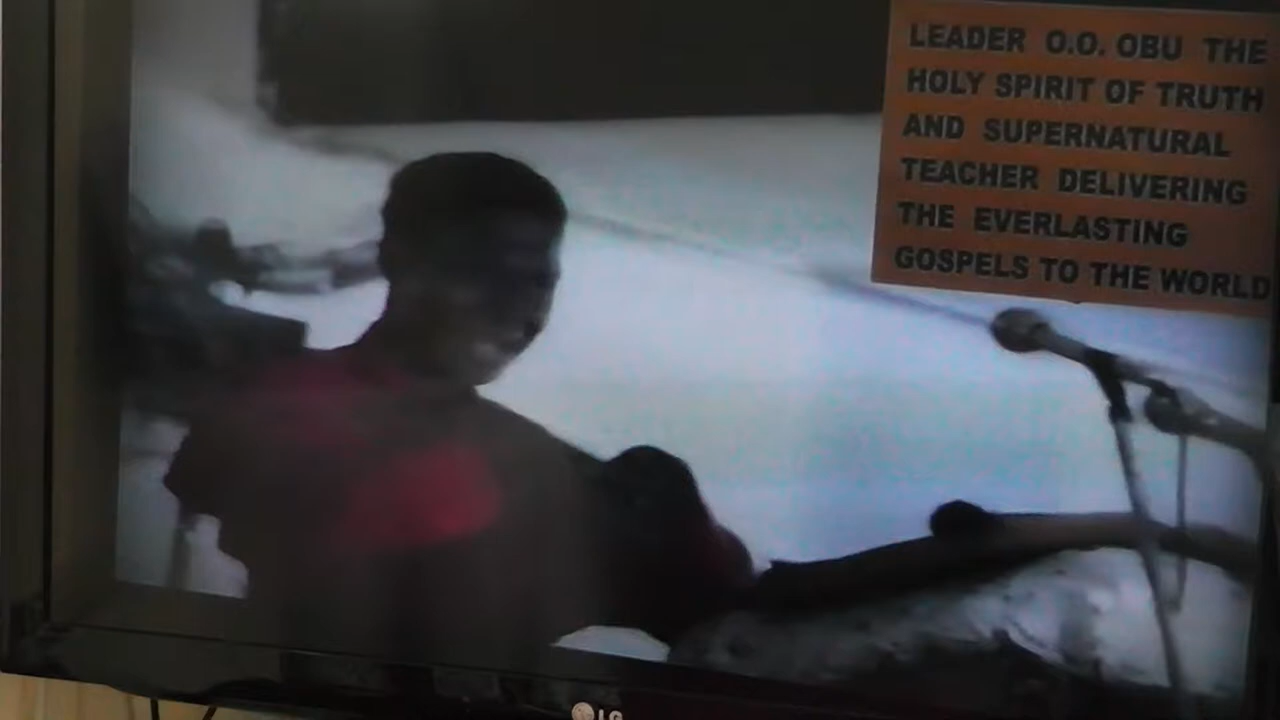 LEADER O.O. OBU THE
HOLY SPIRIT OF TRUTH
AND SUPERNATURAL
TEACHER DELIVERING
THE EVERLASTING
GOSPELS TO THE WORLD
LG